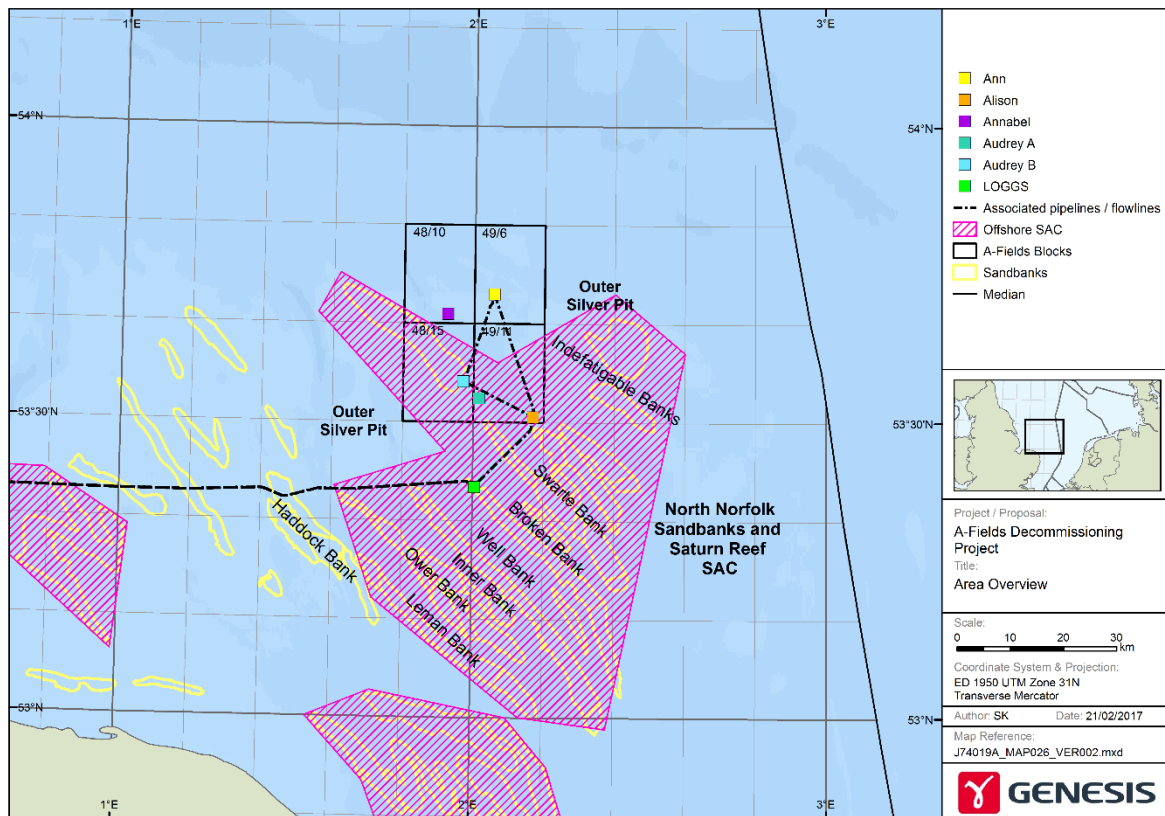 1°E
2°E
3°E
54°N
54°N
48/10
49/6
Outer
Silver Pit
48/15
49/11
Indefatigable Banks
53°30'N
53°30'N
Outer
Silver Pit
Swarte Bank
Broken Bank
Well Bank
Inner Bank
Ower Bank
Leman Bank
Haddock Bank
North Norfolk
Sandbanks and
Saturn Reef
SAC
53°N
53°N
1°E
2°E
3°E
Ann
Alison
Annabel
Audrey A
Audrey B
LOGGS
Associated pipelines / flowlines
Offshore SAC
A-Fields Blocks
Sandbanks
Median
Project / Proposal:
A-Fields Decommissioning
Project
Title:
Area Overview
Scale:
0 10 20 30
km
Coordinate System & Projection:
ED 1950 UTM Zone 31N
Transverse Mercator
Author: SK Date: 21/02/2017
Map Reference:
J74019A_MAP026_VER002.mxd
GENESIS